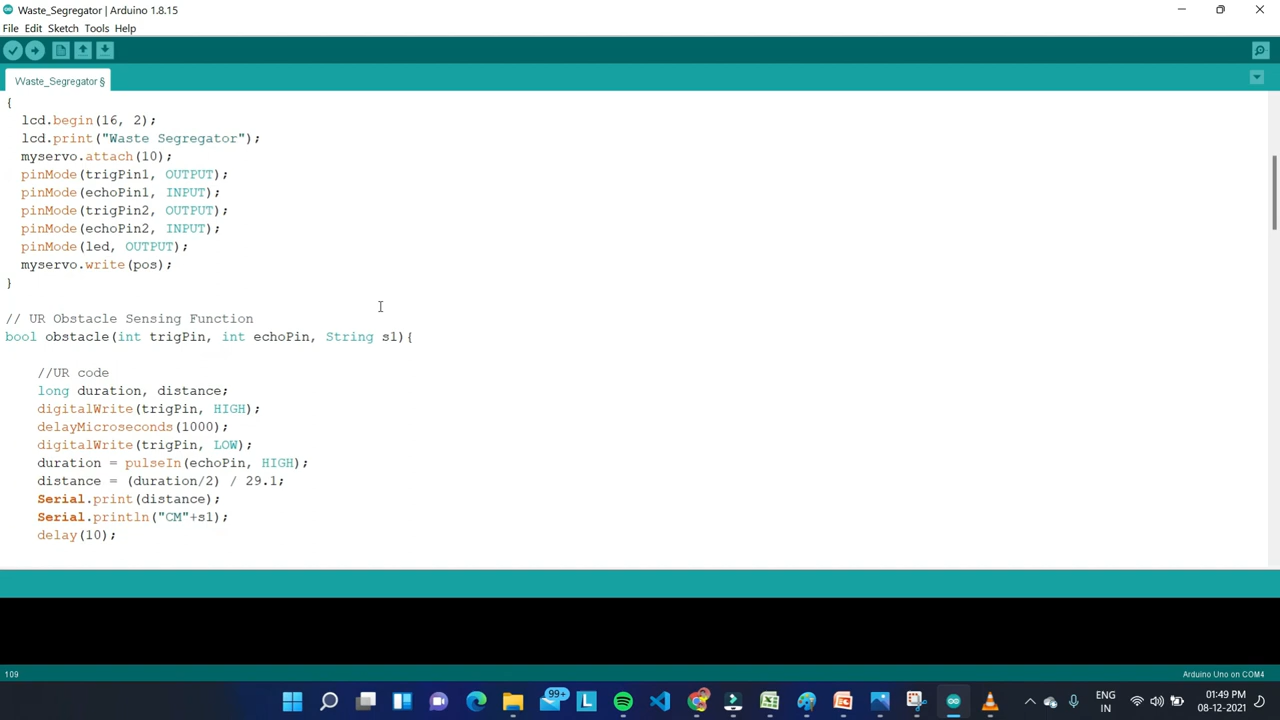 Waste_Segregator | Arduino 1.8.15
File Edit Sketch Tools Help
Waste_Segregator §
{
lcd.begin(16, 2);
lcd.print("Waste Segregator");
myservo.attach(10);
pinMode(trigPin1, OUTPUT);
pinMode(echoPin1, INPUT);
pinMode(trigPin2, OUTPUT);
pinMode(echoPin2, INPUT);
pinMode(led, OUTPUT);
myservo.write(pos);
}
// UR Obstacle Sensing Function
bool obstacle(int trigPin, int echoPin, String s1){
//UR code
long duration, distance;
digitalWrite(trigPin, HIGH);
delayMicroseconds(1000);
digitalWrite(trigPin, LOW);
duration = pulseIn(echoPin, HIGH);
distance = (duration/2) / 29.1;
Serial.print(distance);
Serial.println("CM"+s1);
delay(10);
109
Arduino Uno on COM4
99+
L
ENG
IN
01:49 PM
08-12-2021